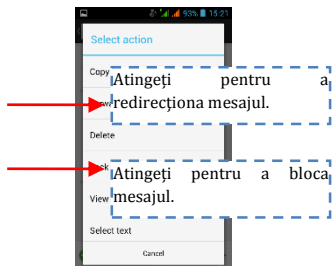 93% 15:21
Select action
Copy
Atingeți pentru a
redirecționa mesajul.
Delete
Atingeți pentru a bloca
mesajul.
View
Select text
Cancel